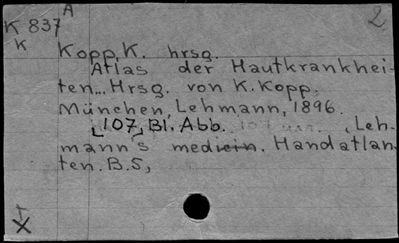 A
K 837
K
2
Kopp, K. hrsg.
Atlas der Hautkrankhei-
ten... Hrsg. von K. Kopp.
München, Lehmann, 1896.
107, Bl. Abb. , Leh-
mann's medicin. Handatlan-
ten. B. 5,
X